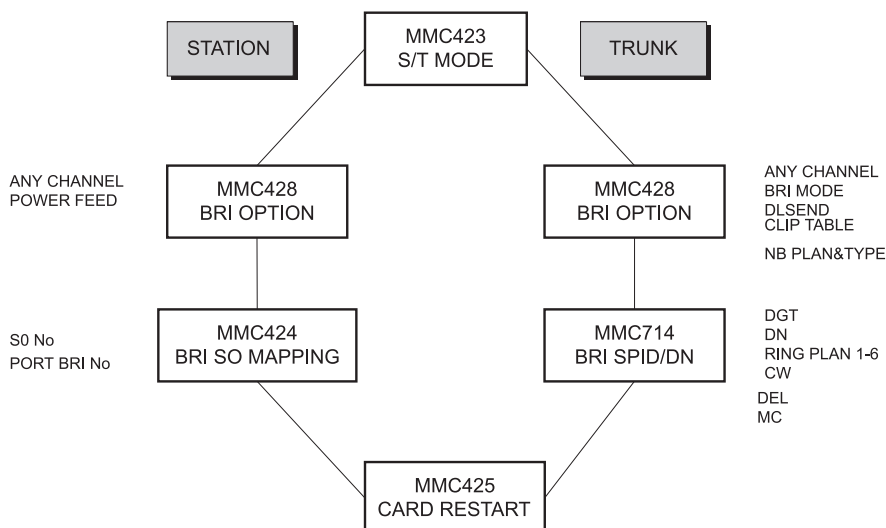 STATION
MMC423
S/T MODE
TRUNK
ANY CHANNEL
POWER FEED
MMC428
BRI OPTION
MMC428
BRI OPTION
ANY CHANNEL
BRI MODE
DLSEND
CLIP TABLE
NB PLAN&TYPE
S0 No
PORT BRI No
MMC424
BRI SO MAPPING
MMC714
BRI SPID/DN
DGT
DN
RING PLAN 1-6
CW
DEL
MC
MMC425
CARD RESTART